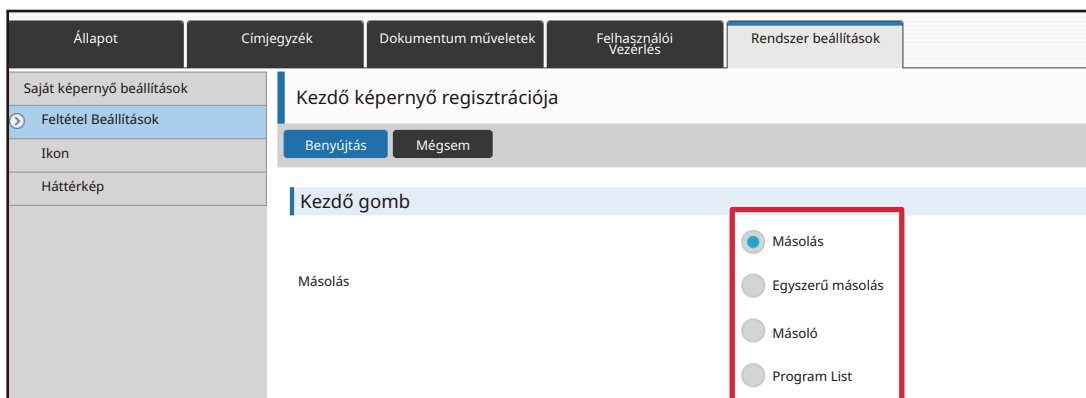 Állapot
Címjegyzék
Dokumentum műveletek
Felhasználói
Vezérlés
Rendszer beállítások
Saját képernyő beállítások
Feltétel Beállítások
Ikon
Háttérkép
Kezdő képernyő regisztrációja
Benyújtás
Mégsem
Kezdő gomb
Másolás
Másolás
Egyszerű másolás
Másoló
Program List